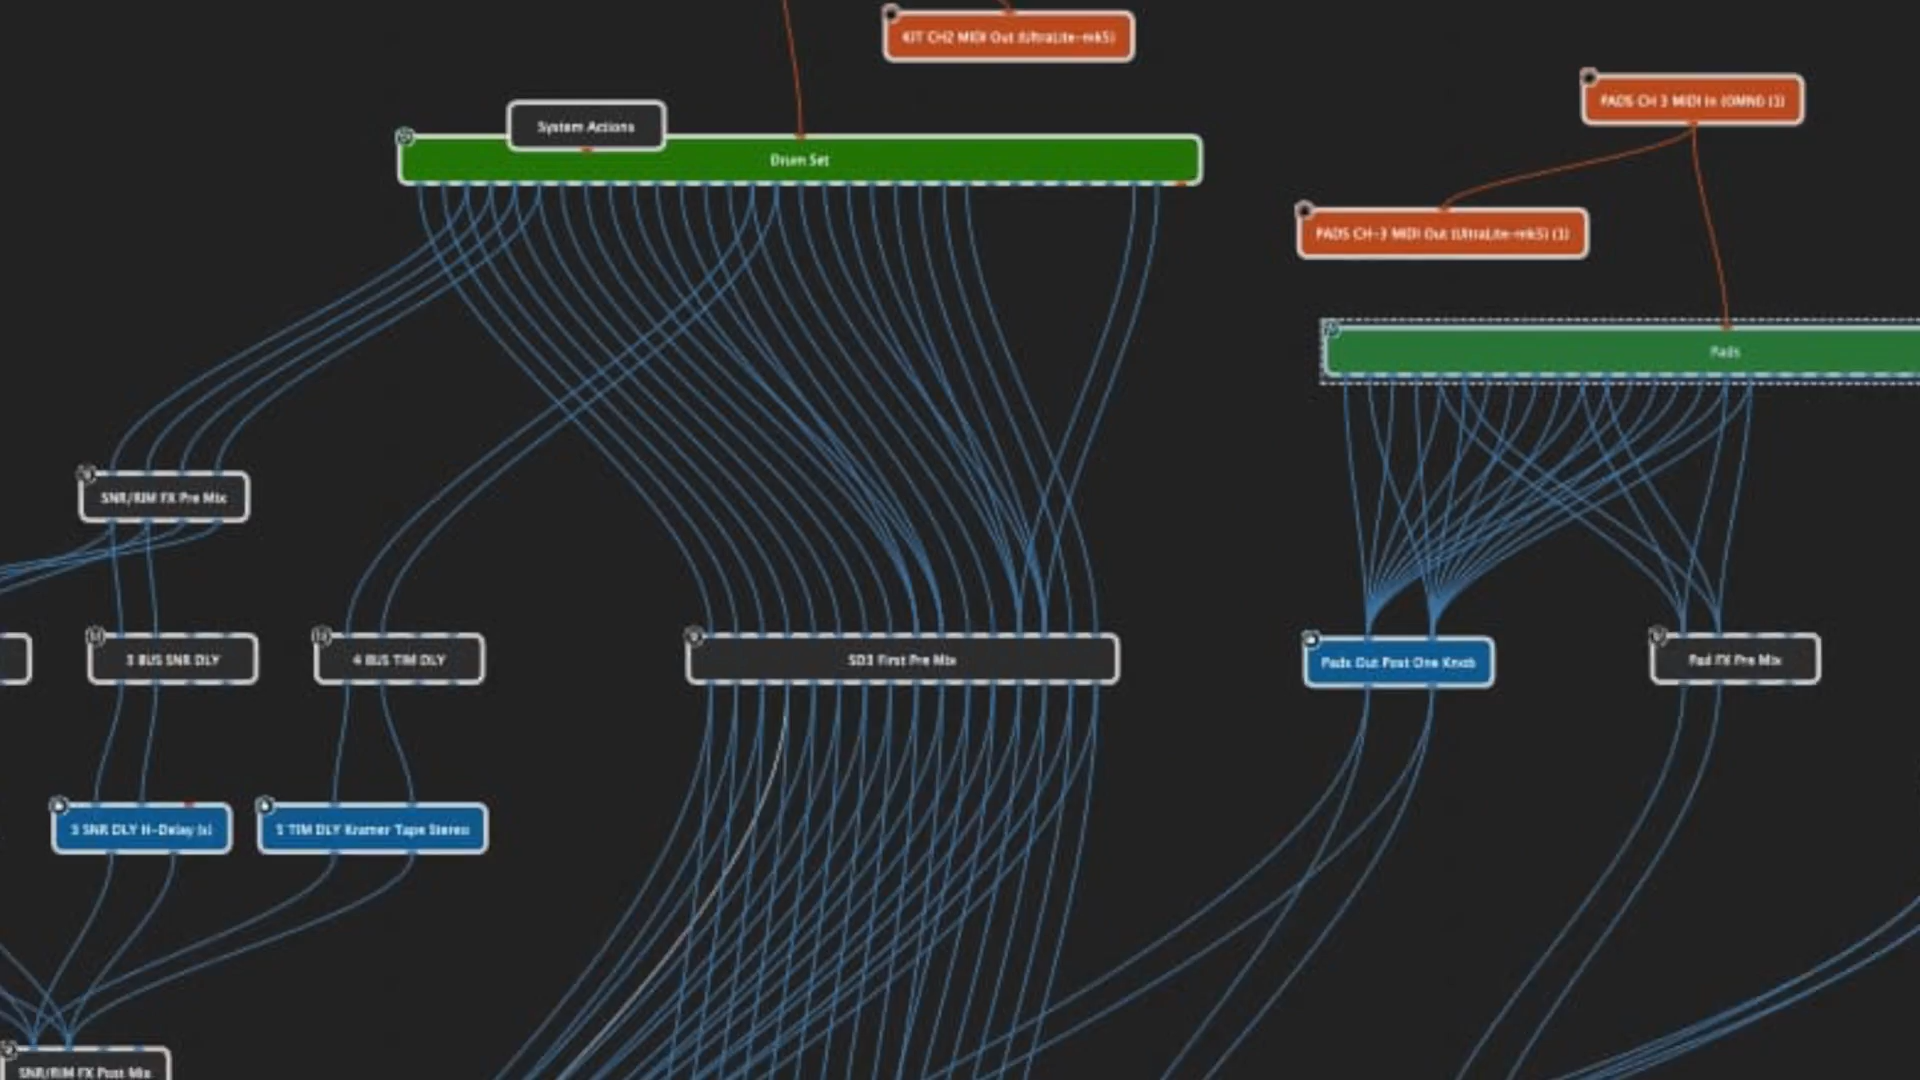 KIT CH2 MIDI Out (UltraLite-mk5)
PADS CH 3 MIDI In (OMNI) (1)
System Actions
Drum Set
PADS CH-3 MIDI Out (UltraLite-mk5) (1)
Pads
SNR/RIM FX Pre Mix
3 BUS SNR DLY
4 BUS TIM DLY
SD3 First Pre Mix
Pads Out Post One Knob
Pad FX Pre Mix
3 SNR DLY H-Delay (s)
5 TIM DLY Kramer Tape Stereo
SNR/RIM FX Post Mix